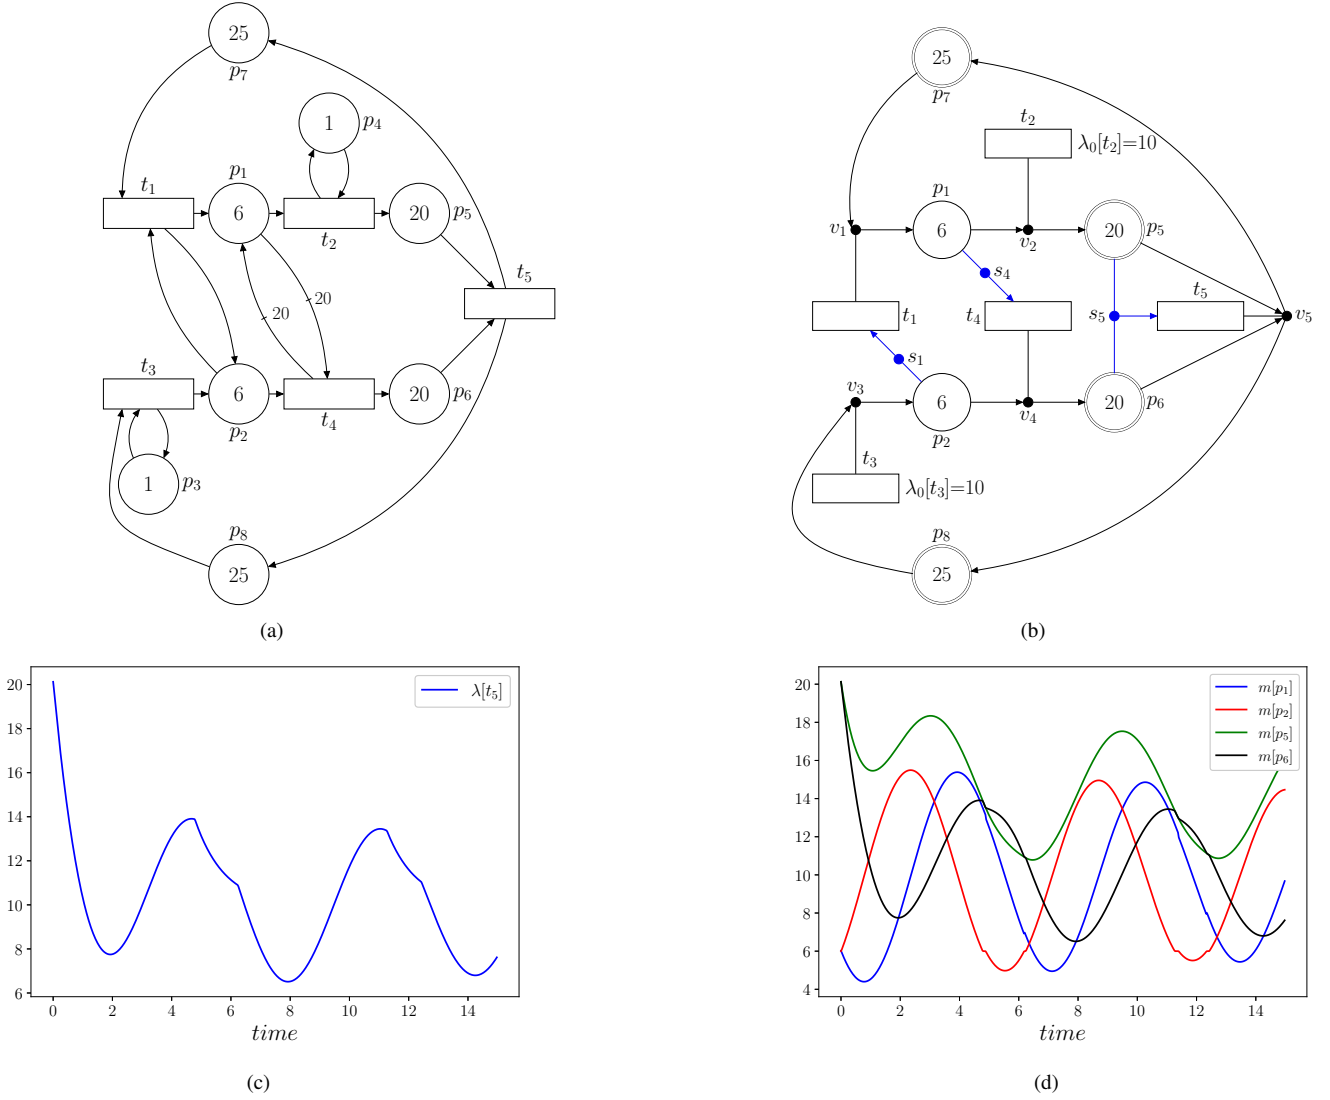 25
p7
1
p4
t1
p1
6
t2
20
p5
t5
20
20
t3
6
p2
t4
20
p6
1
p3
p8
25
(a)
25
p7
t2
λ0[t2]=10
p1
v1
6
v2
20
p5
s4
t1
t4
s5
t5
v5
s1
v3
6
p2
v4
20
p6
t3
λ0[t3]=10
p8
25
(b)
λ[t5]
20
18
16
14
12
10
8
6
0 2 4 6 8 10 12 14
time
(c)
m[p1]
m[p2]
m[p5]
m[p6]
20
18
16
14
12
10
8
6
4
0 2 4 6 8 10 12 14
time
(d)